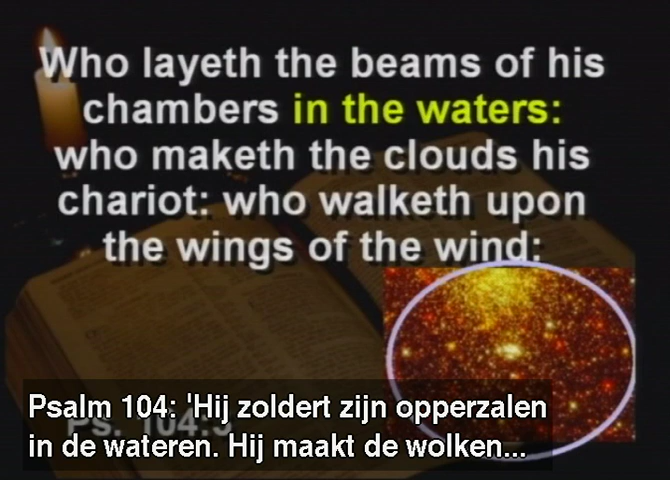 Who layeth the beams of his
chambers in the waters:
who maketh the clouds his
chariot: who walketh upon
the wings of the wind:
Ps. 104:3
Psalm 104: 'Hij zoldert zijn opperzalen
in de wateren. Hij maakt de wolken...